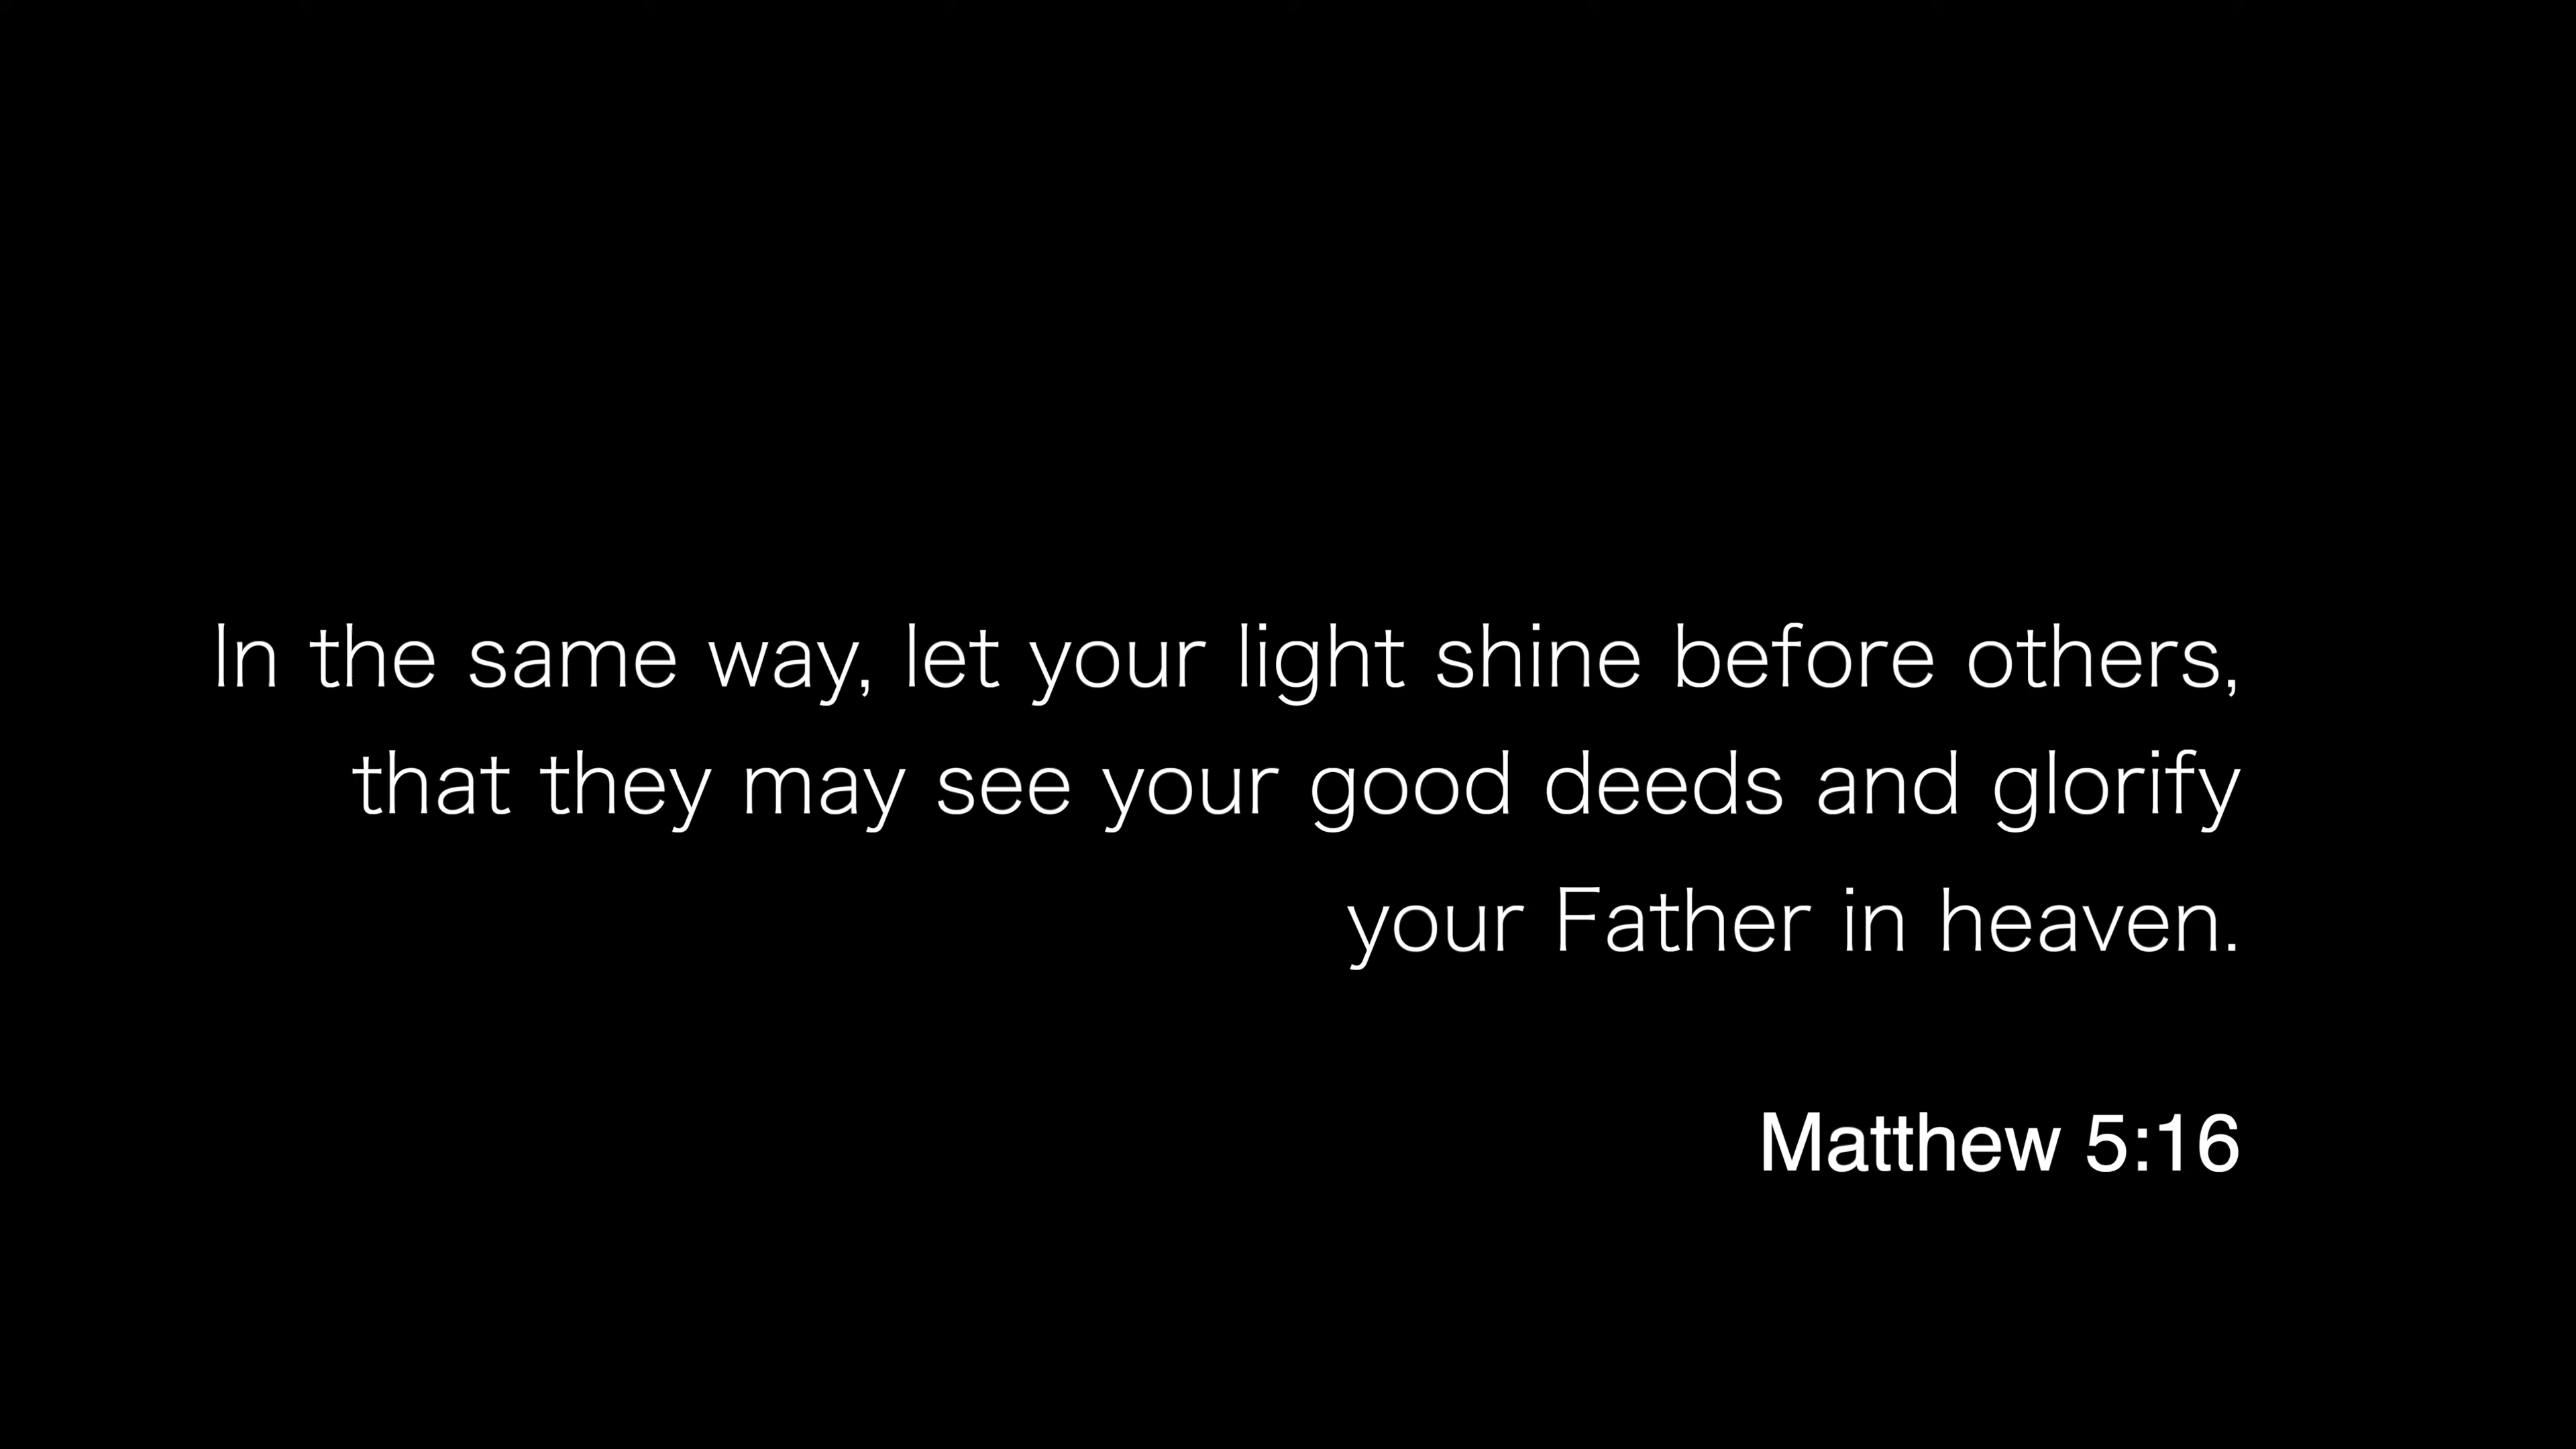 In the same way, let your light shine before others,
that they may see your good deeds and glorify
your Father in heaven.
Matthew 5:16